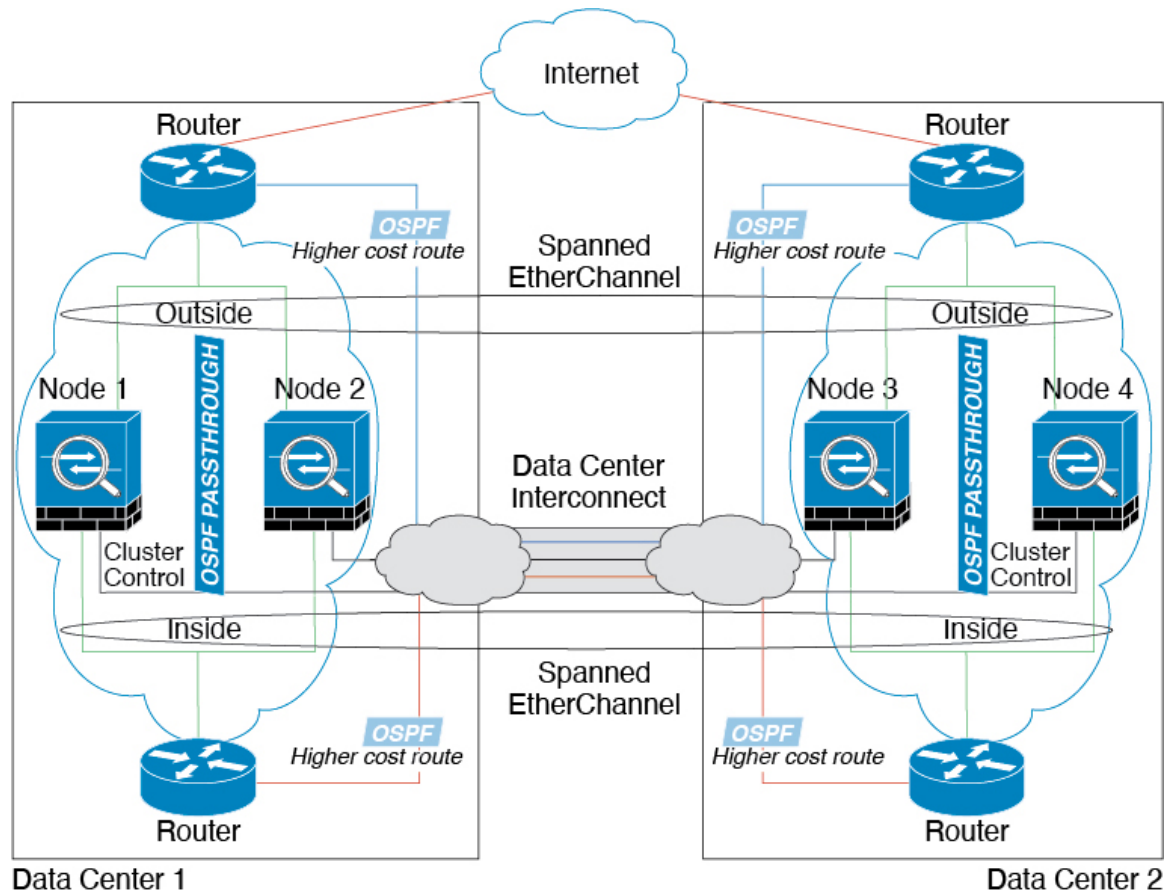 Internet
Router
Router
OSPF
Higher cost route
Spanned
EtherChannel
OSPF
Higher cost route
Outside
Outside
Node 1
OSPF PASSTHROUGH
Node 2
Node 3
OSPF PASSTHROUGH
Node 4
Data Center
Interconnect
Cluster
Control
Cluster
Control
Inside
Inside
Spanned
EtherChannel
OSPF
Higher cost route
OSPF
Higher cost route
Router
Router
Data Center 1
Data Center 2